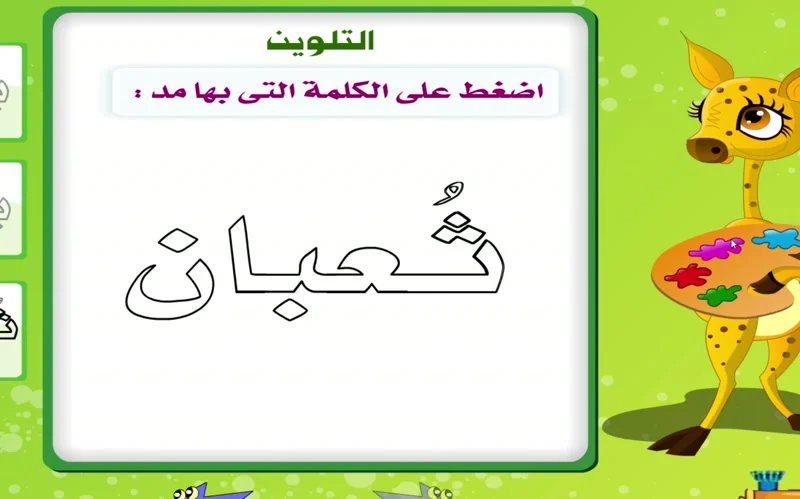 التلوين
اضغط على الكلمة التى بها مد :
ثُعبان